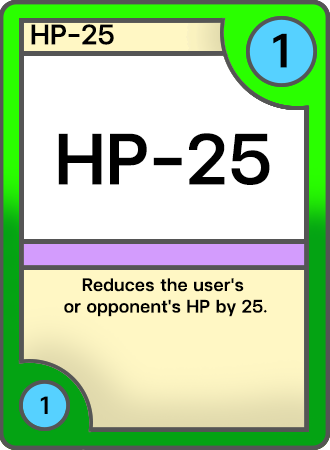 HP-25
1
HP-25
Reduces the user's
or opponent's HP by 25.
1